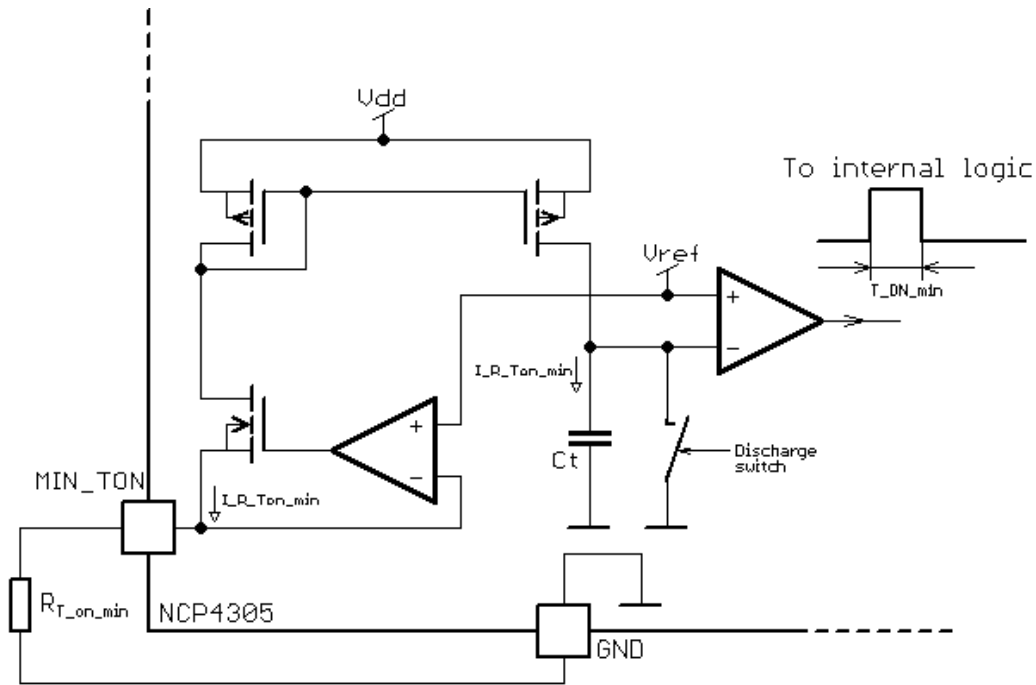 Vdd
To internal logic
Vref
T_ON_min
+
−
I_R_Ton_min
+
−
Ct
Discharge
switch
MIN_TON
I_R_Ton_min
RT_on_min
NCP4305
GND